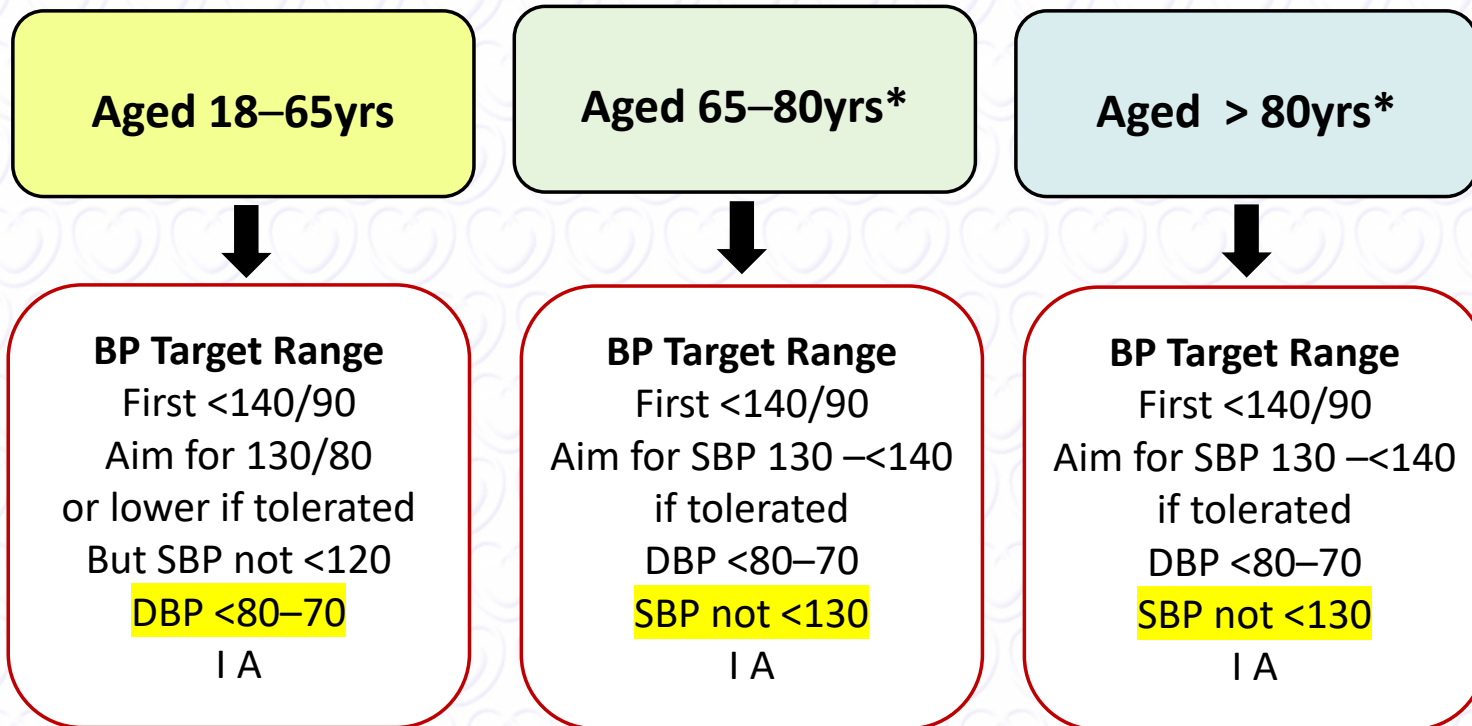 Aged 18–65yrs
BP Target Range
First <140/90
Aim for 130/80
or lower if tolerated
But SBP not <120
DBP <80–70
I A
Aged 65–80yrs*
BP Target Range
First <140/90
Aim for SBP 130 –<140
if tolerated
DBP <80–70
SBP not <130
I A
Aged > 80yrs*
BP Target Range
First <140/90
Aim for SBP 130 –<140
if tolerated
DBP <80–70
SBP not <130
I A